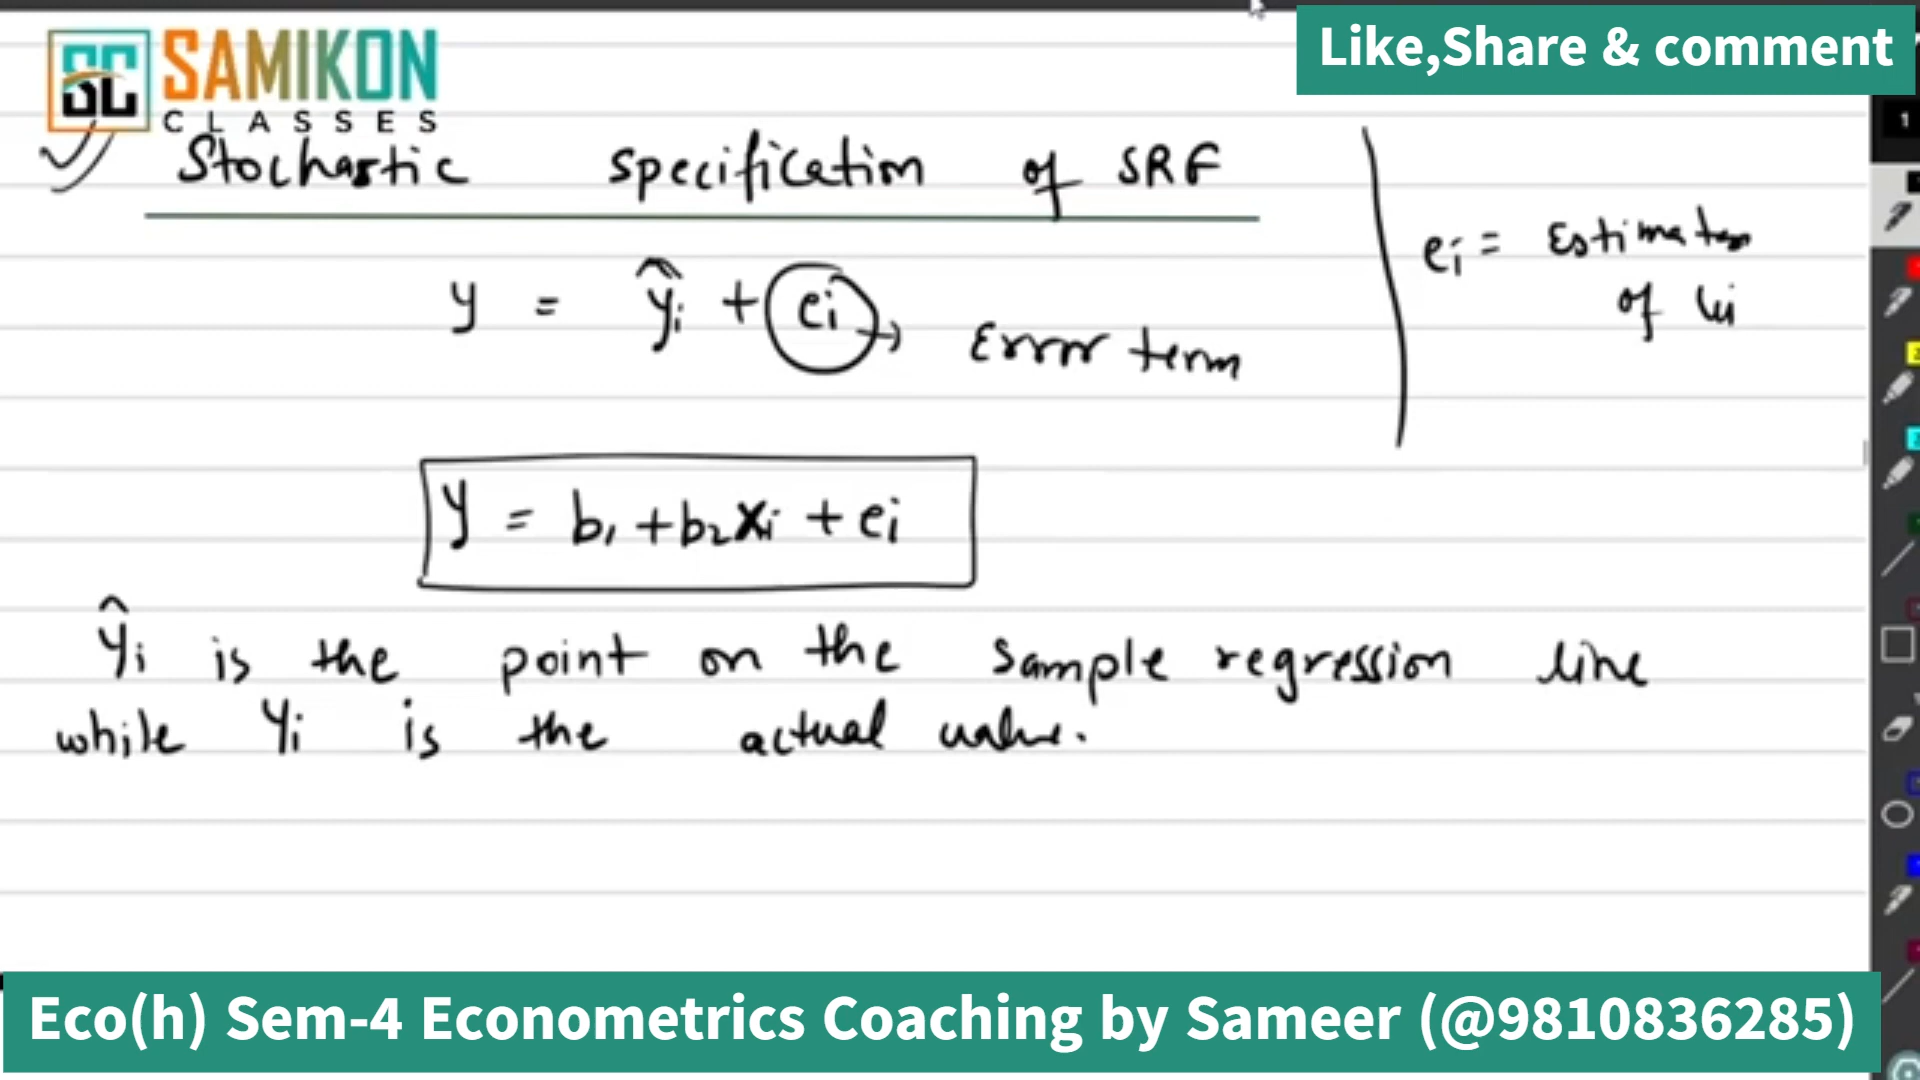 SC SAMIKON
CLASSES
Like,Share & comment
Stochastic specification of SRF
y = ŷi + ei → Error term
ei = Estimator
of ui
y = b1 + b2xi + ei
Ŷi is the point on the sample regression line
while Yi is the actual value.
Eco(h) Sem-4 Econometrics Coaching by Sameer (@9810836285)